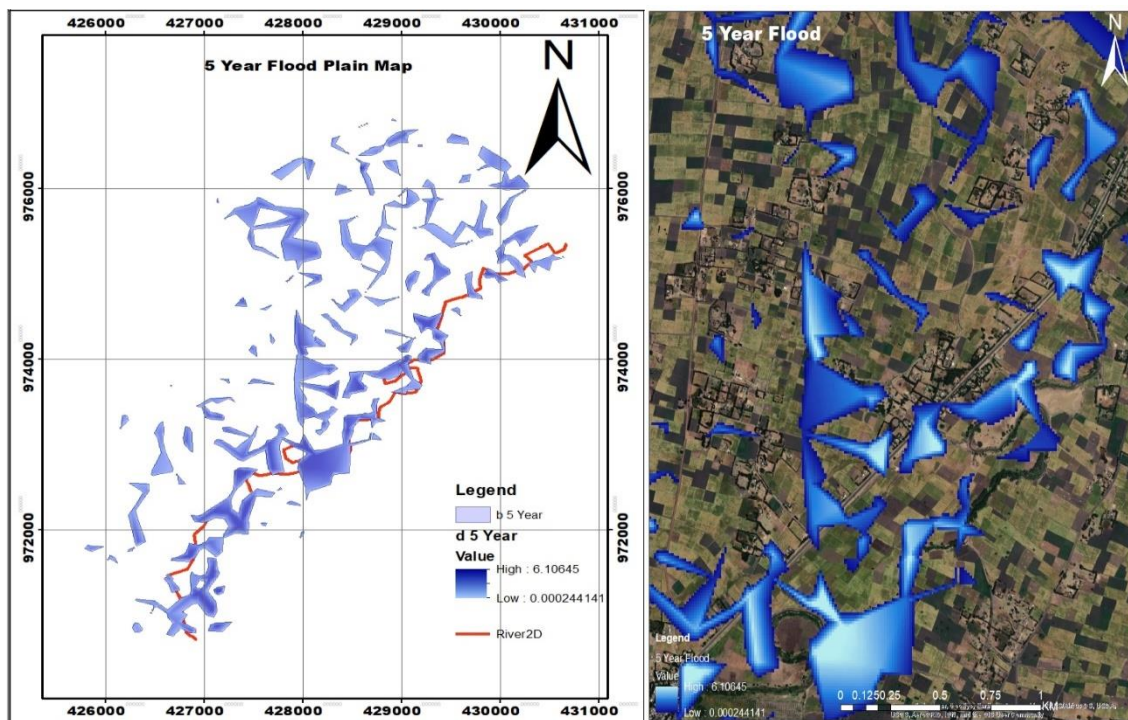 426000 427000 428000 429000 430000 431000
5 Year Flood Plain Map
N
976000 976000
974000 974000
972000 972000
Legend
b 5 Year
d 5 Year
Value
High : 6.10645
Low : 0.000244141
River2D
426000 427000 428000 429000 430000 431000
5 Year Flood
N
Legend
5 Year Flood
Value
High : 6.10645
Low : 0.000244141
0 0.125 0.25 0.5 0.75 1
KM